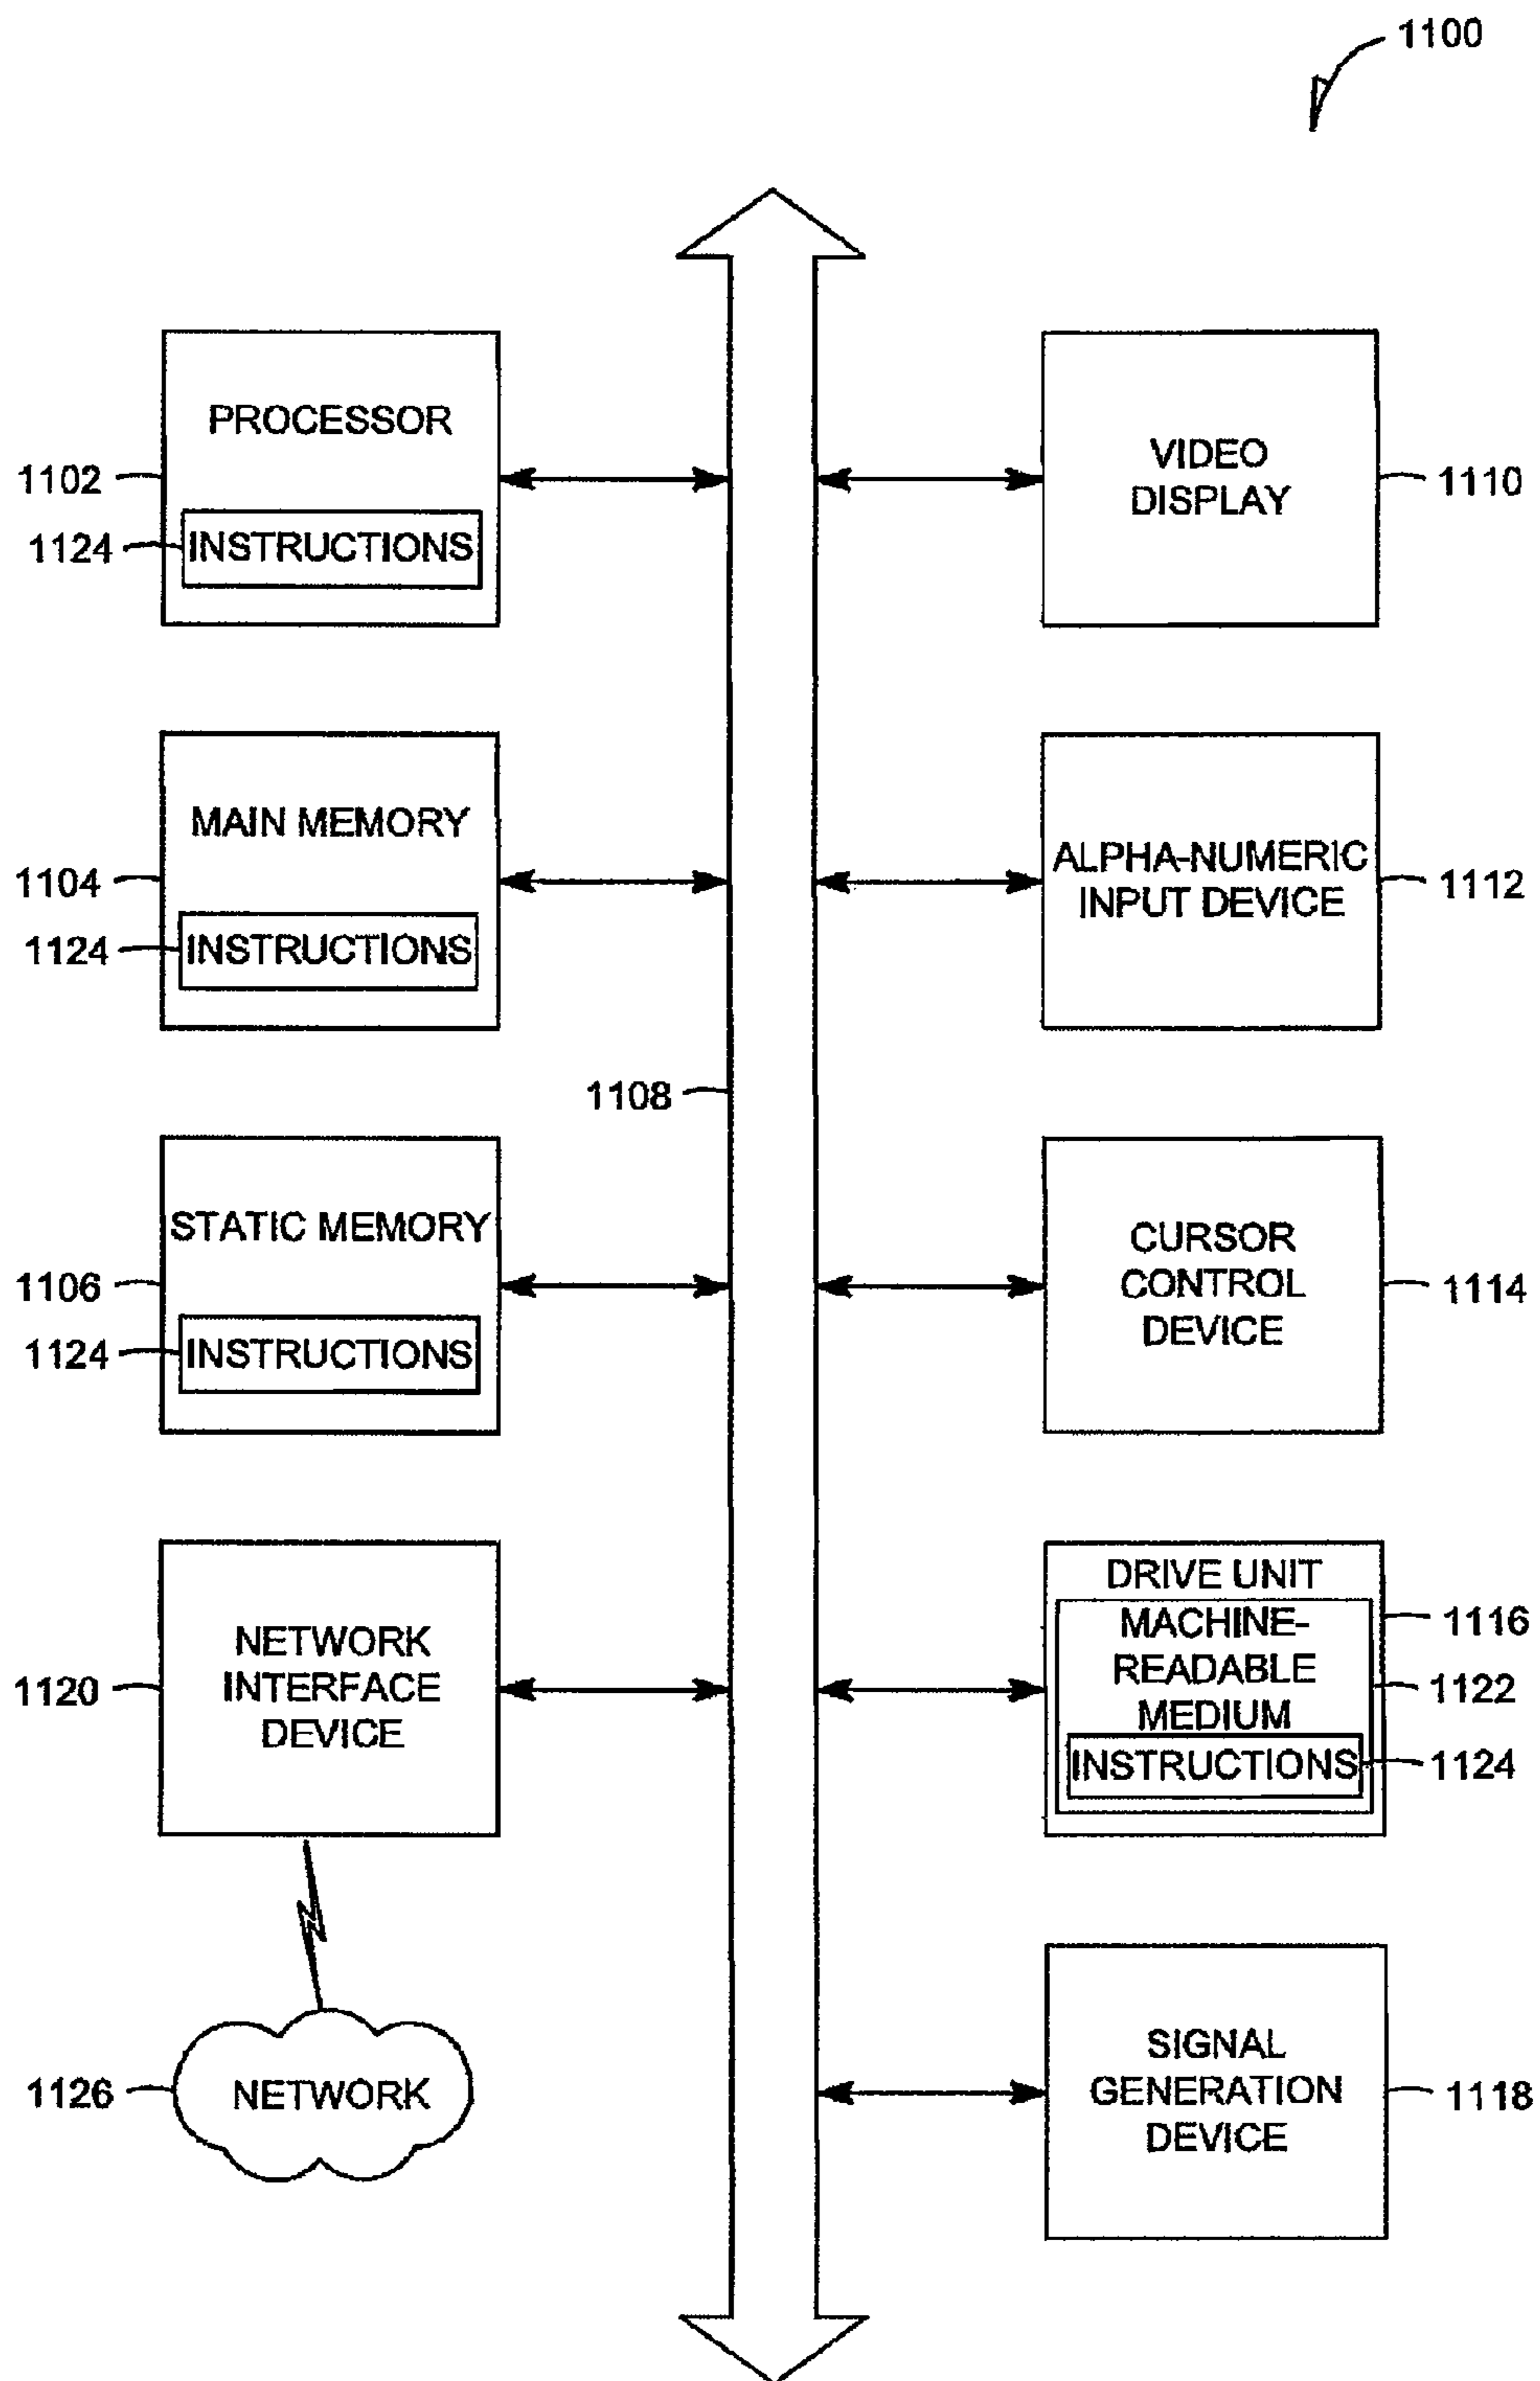 1100
PROCESSOR
1102
1124
INSTRUCTIONS
VIDEO
DISPLAY
1110
MAIN MEMORY
1104
1124
INSTRUCTIONS
ALPHA-NUMERIC
INPUT DEVICE
1112
1108
STATIC MEMORY
1106
1124
INSTRUCTIONS
CURSOR
CONTROL
DEVICE
1114
NETWORK
INTERFACE
DEVICE
1120
DRIVE UNIT
1116
MACHINE-
READABLE
MEDIUM
1122
INSTRUCTIONS
1124
1126
NETWORK
SIGNAL
GENERATION
DEVICE
1118